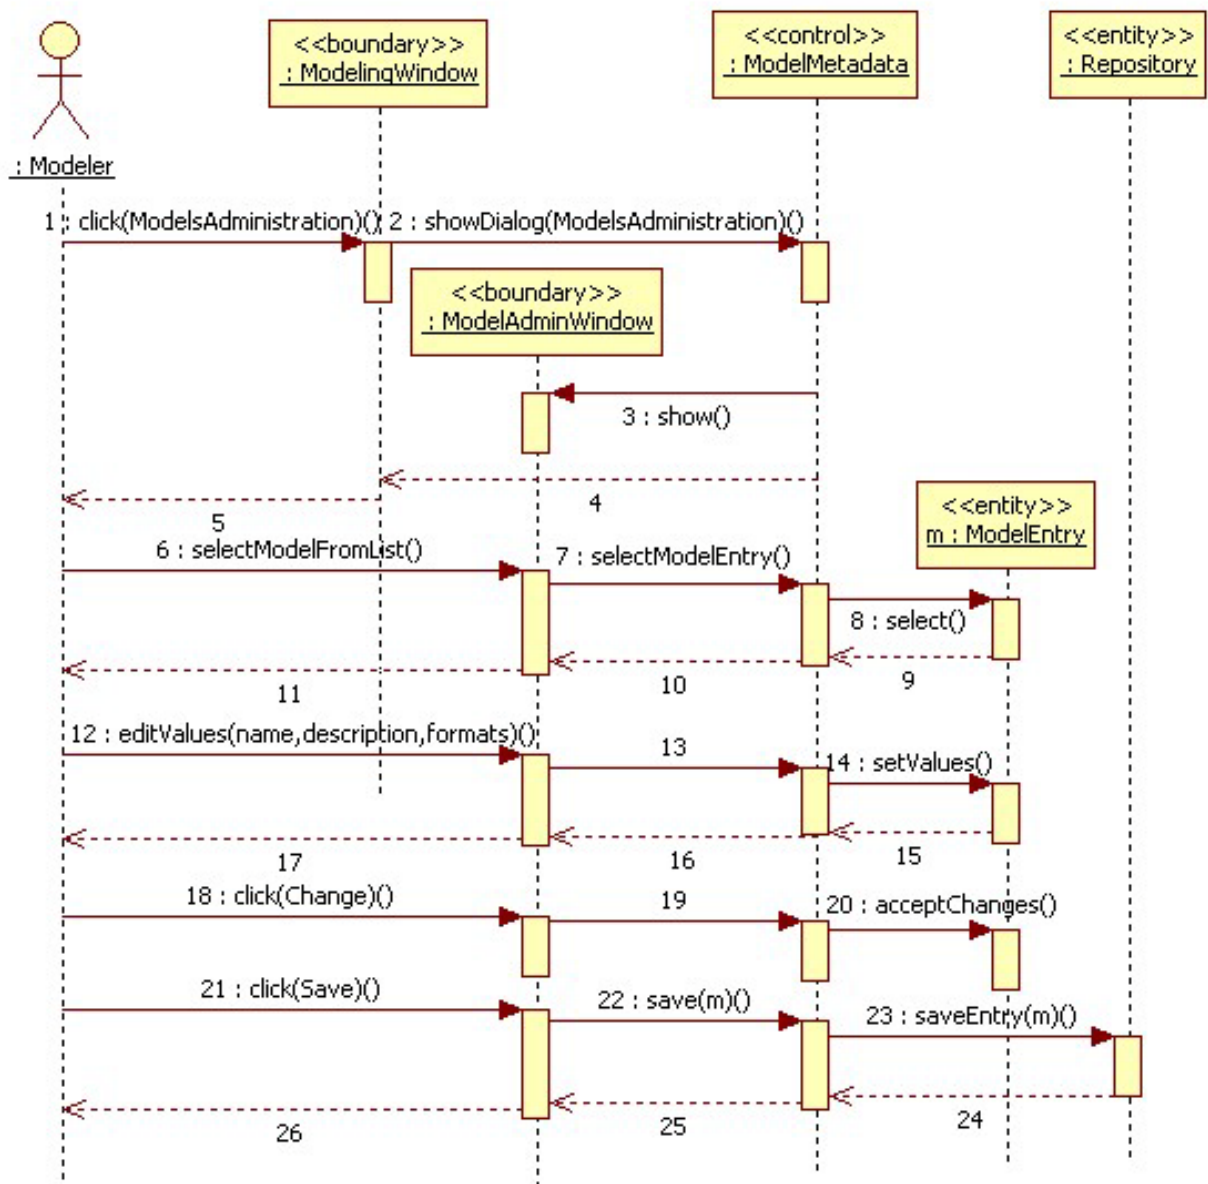 <<boundary>>
: ModelingWindow
<<control>>
: ModelMetadata
<<entity>>
: Repository
: Modeler
1 : click(ModelsAdministration)()
2 : showDialog(ModelsAdministration)()
<<boundary>>
: ModelAdminWindow
3 : show()
4
5
<<entity>>
m : ModelEntry
6 : selectModelFromList()
7 : selectModelEntry()
8 : select()
9
10
11
12 : editValues(name,description,formats)()
13
14 : setValues()
15
16
17
18 : click(Change)()
19
20 : acceptChanges()
21 : click(Save)()
22 : save(m)()
23 : saveEntry(m)()
24
25
26